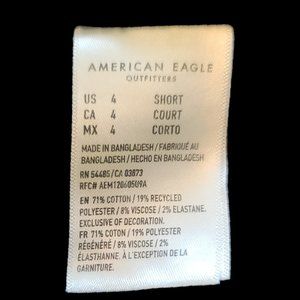 AMERICAN EAGLE
OUTFITTERS
US 4 SHORT
CA 4 COURT
MX 4 CORTO
MADE IN BANGLADESH / FABRIQUÉ AU
BANGLADESH / HECHO EN BANGLADESH
RN 54485/CA 03873
RFC# AEM1206050U9A
EN 71% COTTON / 19% RECYCLED
POLYESTER / 8% VISCOSE / 2% ELASTANE.
EXCLUSIVE OF DECORATION.
FR 71% COTON / 19% POLYESTER
RÉGÉNÉRÉ / 8% VISCOSE / 2%
ÉLASTHANNE. À L'EXCEPTION DE LA
GARNITURE.